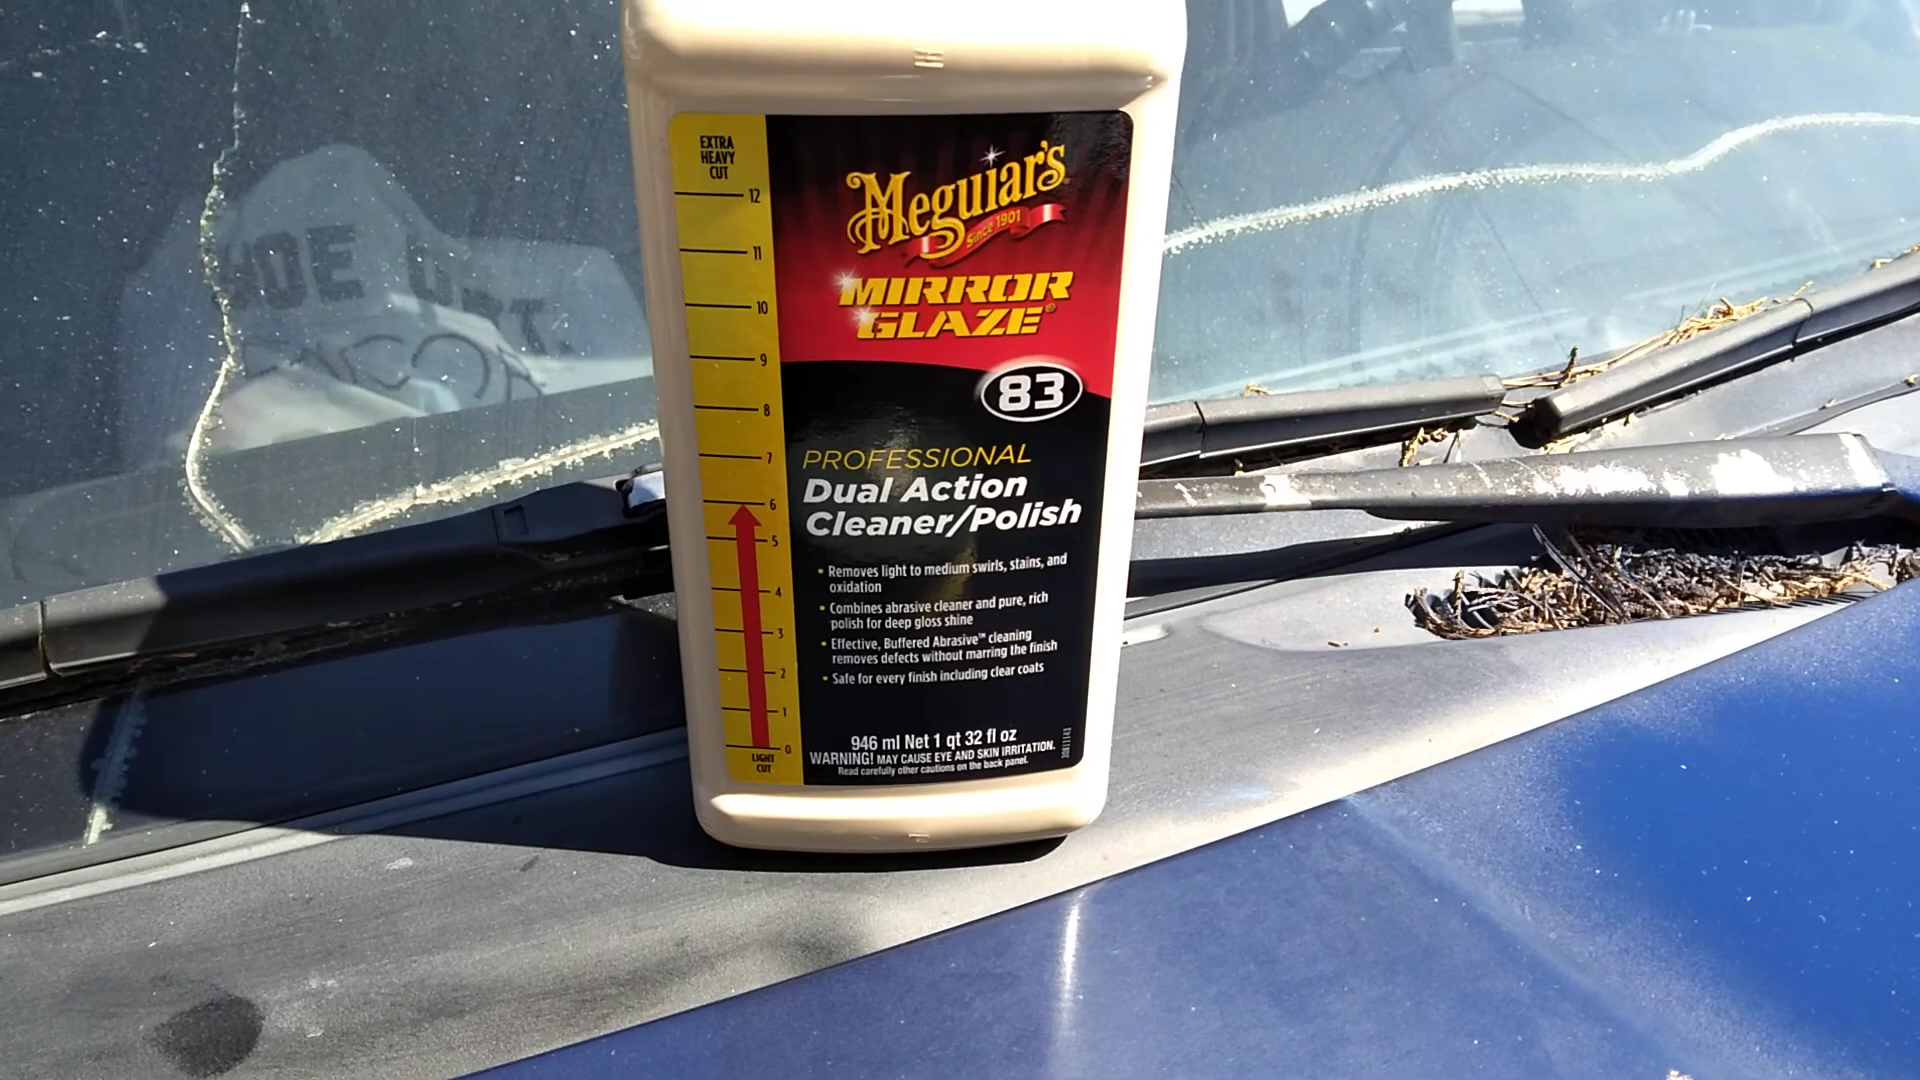 EXTRA
HEAVY
CUT
12
11
10
9
8
7
6
5
4
3
2
1
0
LIGHT
CUT
Meguiar's
Since 1901
MIRROR
GLAZE®
83
PROFESSIONAL
Dual Action
Cleaner/Polish
• Removes light to medium swirls, stains, and
oxidation
• Combines abrasive cleaner and pure, rich
polish for deep gloss shine
• Effective, Buffered Abrasive™ cleaning
removes defects without marring the finish
• Safe for every finish including clear coats
946 ml Net 1 qt 32 fl oz
WARNING! MAY CAUSE EYE AND SKIN IRRITATION.
Read carefully other cautions on the back panel.